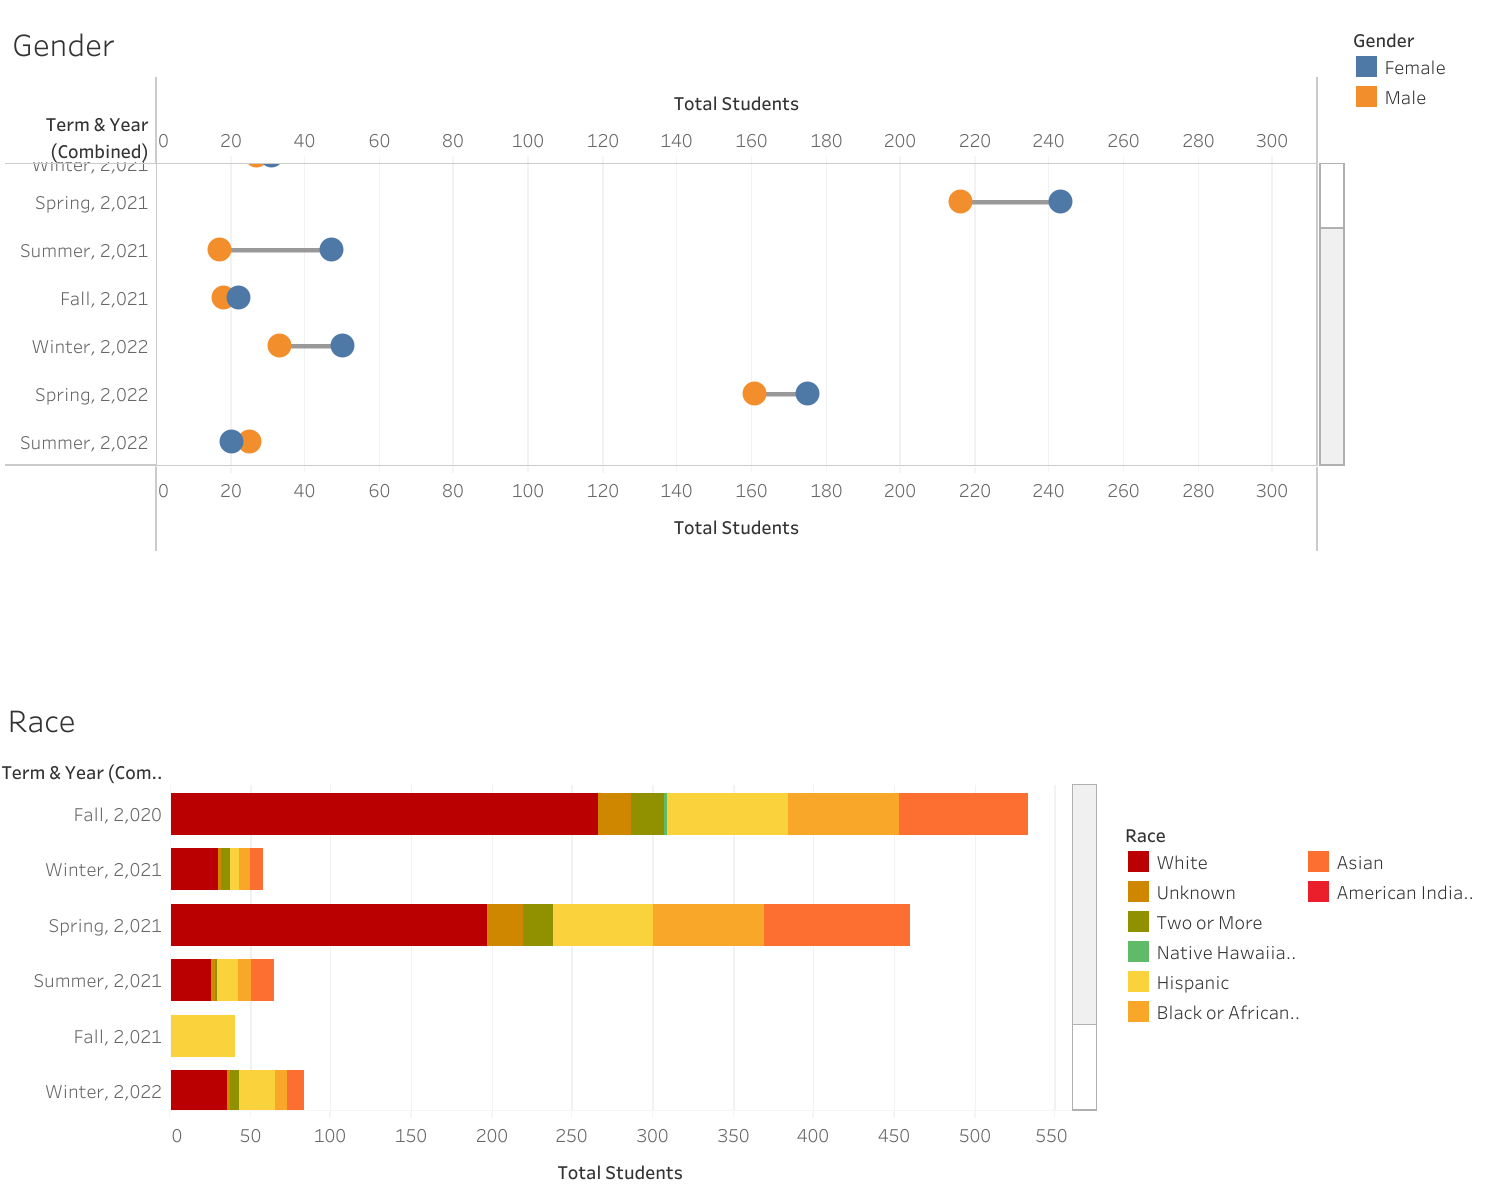 Gender
Gender
Female
Male
Total Students
Term & Year
(Combined)
0 20 40 60 80 100 120 140 160 180 200 220 240 260 280 300
Winter, 2,021
Spring, 2,021
Summer, 2,021
Fall, 2,021
Winter, 2,022
Spring, 2,022
Summer, 2,022
0 20 40 60 80 100 120 140 160 180 200 220 240 260 280 300
Total Students
Race
Term & Year (Com..
Fall, 2,020
Winter, 2,021
Spring, 2,021
Summer, 2,021
Fall, 2,021
Winter, 2,022
0 50 100 150 200 250 300 350 400 450 500 550
Total Students
Race
White
Unknown
Two or More
Native Hawaiia..
Hispanic
Black or African..
Asian
American India..